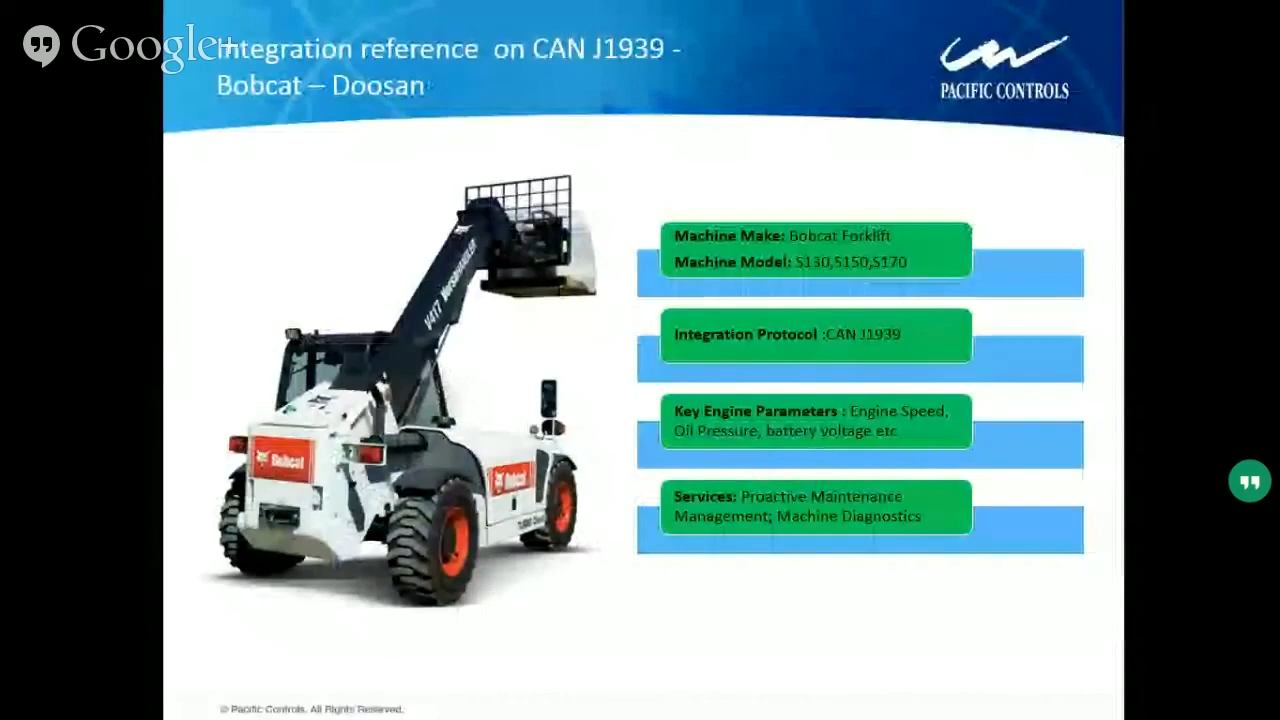 Google+
Integration reference on CAN J1939 -
Bobcat – Doosan
PACIFIC CONTROLS
Machine Make: Bobcat Forklift
Machine Model: S130,S150,S170
V417 VersaHANDLER
Integration Protocol :CAN J1939
Key Engine Parameters : Engine Speed,
Oil Pressure, battery voltage etc
Bobcat
Bobcat
Services: Proactive Maintenance
Management; Machine Diagnostics
© Pacific Controls. All Rights Reserved.